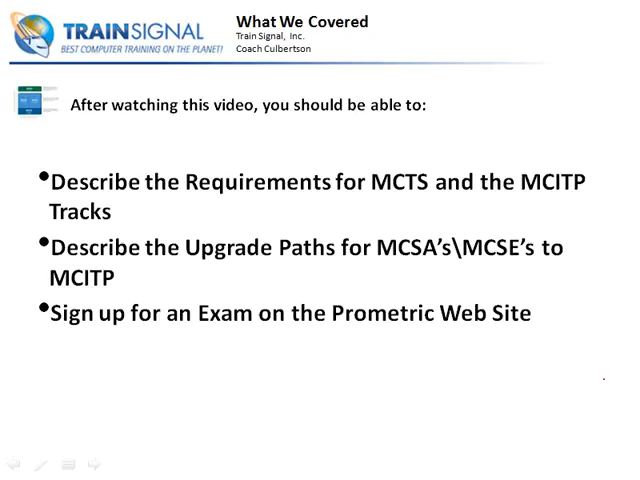 TRAINSIGNAL
BEST COMPUTER TRAINING ON THE PLANET!
What We Covered
Train Signal, Inc.
Coach Culbertson
After watching this video, you should be able to:
•Describe the Requirements for MCTS and the MCITP
Tracks
•Describe the Upgrade Paths for MCSA’s\MCSE’s to
MCITP
•Sign up for an Exam on the Prometric Web Site